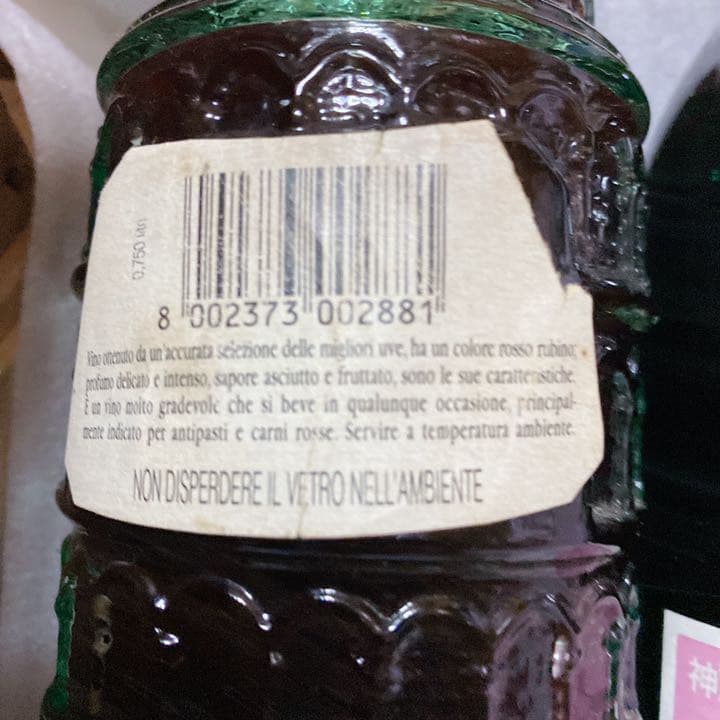 0,750
8 002373 002881
Vino ottenuto da un'accurata selezione delle migliori uve, ha un colore rosso rubino;
profumo delicato e intenso, sapore asciutto e fruttato, sono le sue caratteristiche.
È un vino molto gradevole che si beve in qualunque occasione, principal-
mente indicato per antipasti e carni rosse. Servire a temperatura ambiente.
NON DISPERDERE IL VETRO NELL'AMBIENTE
神